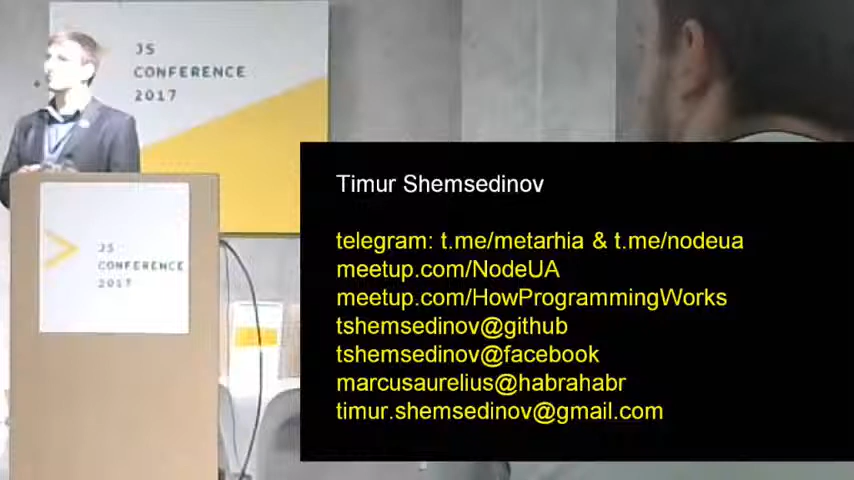 JS
CONFERENCE
2017
JS
CONFERENCE
2017
Timur Shemsedinov
telegram: t.me/metarhia & t.me/nodeua
meetup.com/NodeUA
meetup.com/HowProgrammingWorks
tshemsedinov@github
tshemsedinov@facebook
marcusaurelius@habrahabr
timur.shemsedinov@gmail.com